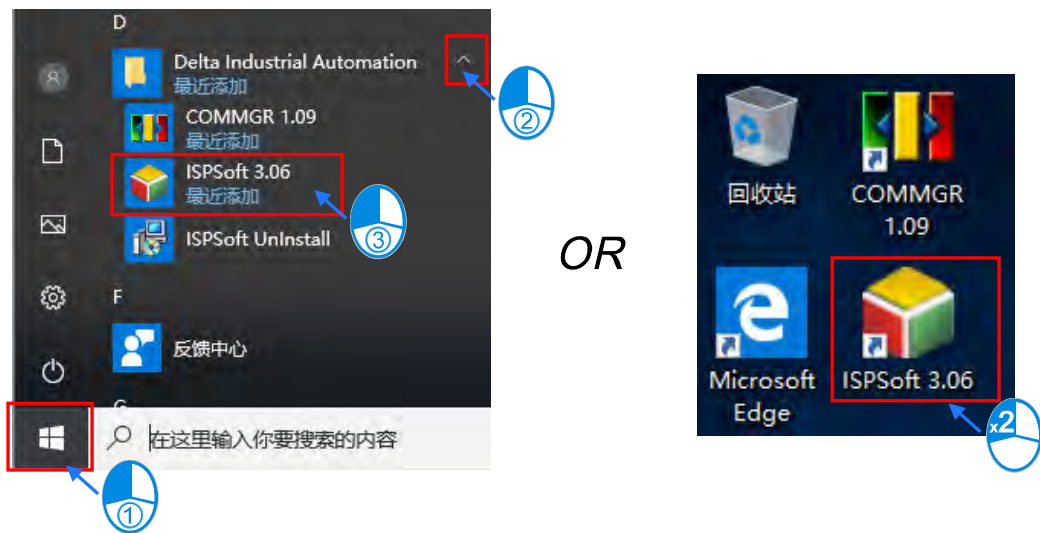 D
Delta Industrial Automation
最近添加
②
COMMGR 1.09
最近添加
ISPSoft 3.06
最近添加
③
ISPSoft UnInstall
F
反馈中心
在这里输入你要搜索的内容
①
OR
回收站
COMMGR
1.09
Microsoft
Edge
ISPSoft 3.06
x2